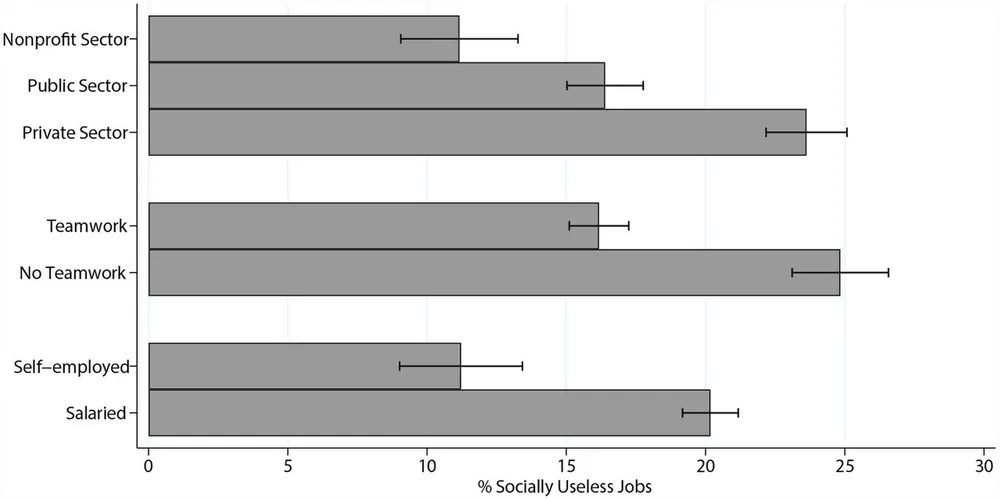 Nonprofit Sector
Public Sector
Private Sector
Teamwork
No Teamwork
Self–employed
Salaried
0 5 10 15 20 25 30
% Socially Useless Jobs